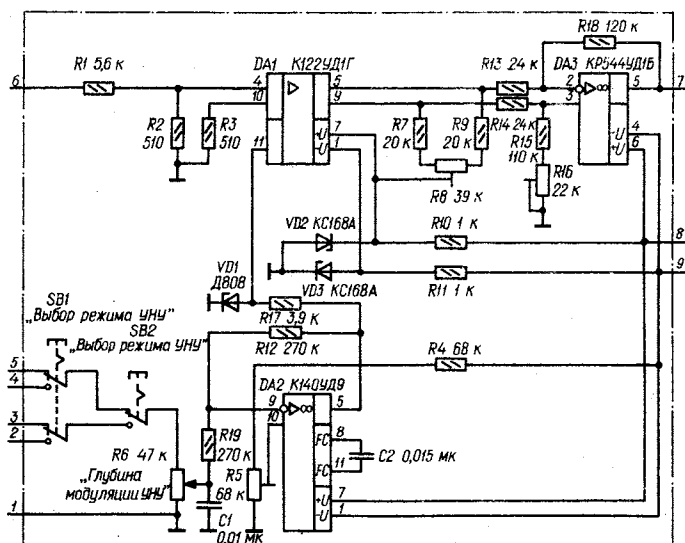 R18 120 к
R1 5,6 к
DA1 К122УД1Г
R13 24 к
DA3 КР544УД1Б
6
4
5
2
5
7
10
9
3
R2
510
R3
510
11
7
+U
1
-U
R7
20 к
R9
20 к
R14 24 к
R15
110 к
-U
4
+U
6
R8 39 к
R16
22 к
VD2 КС168А
R10 1 к
8
VD1
Д808
VD3 КС168А
R11 1 к
9
SB1
„Выбор режима УНУ"
SB2
„Выбор режима УНУ"
R17 3,9 к
R12 270 к
R4 68 к
DA2 К140УД9
5
4
9
10
5
3
2
R19
270 к
R5
68 к
FC
8
FC
11
C2 0,015 мк
R6 47 к
„Глубина
модуляции УНУ"
+U
7
-U
1
1
C1
0,01 мк